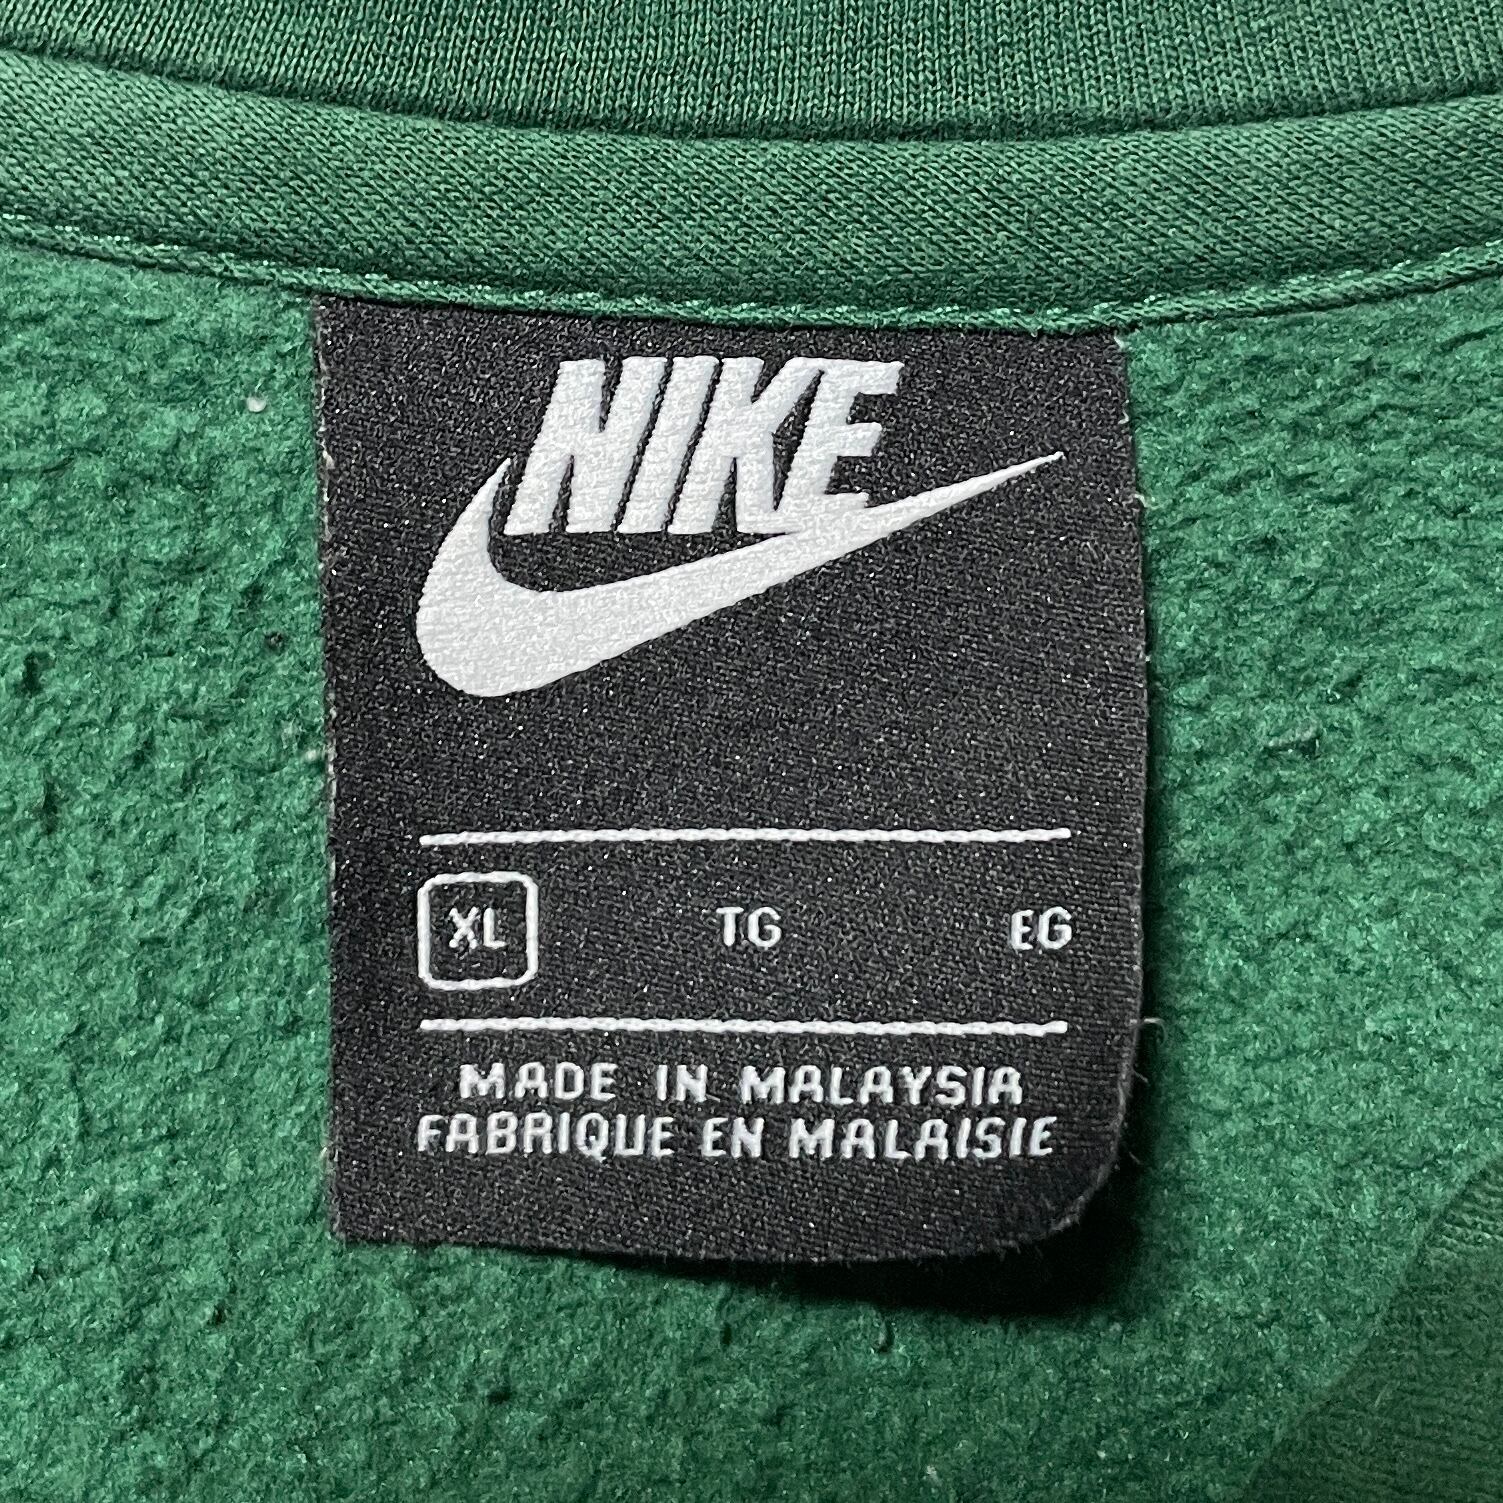 NIKE
XL TG EG
MADE IN MALAYSIA
FABRIQUE EN MALAISIE